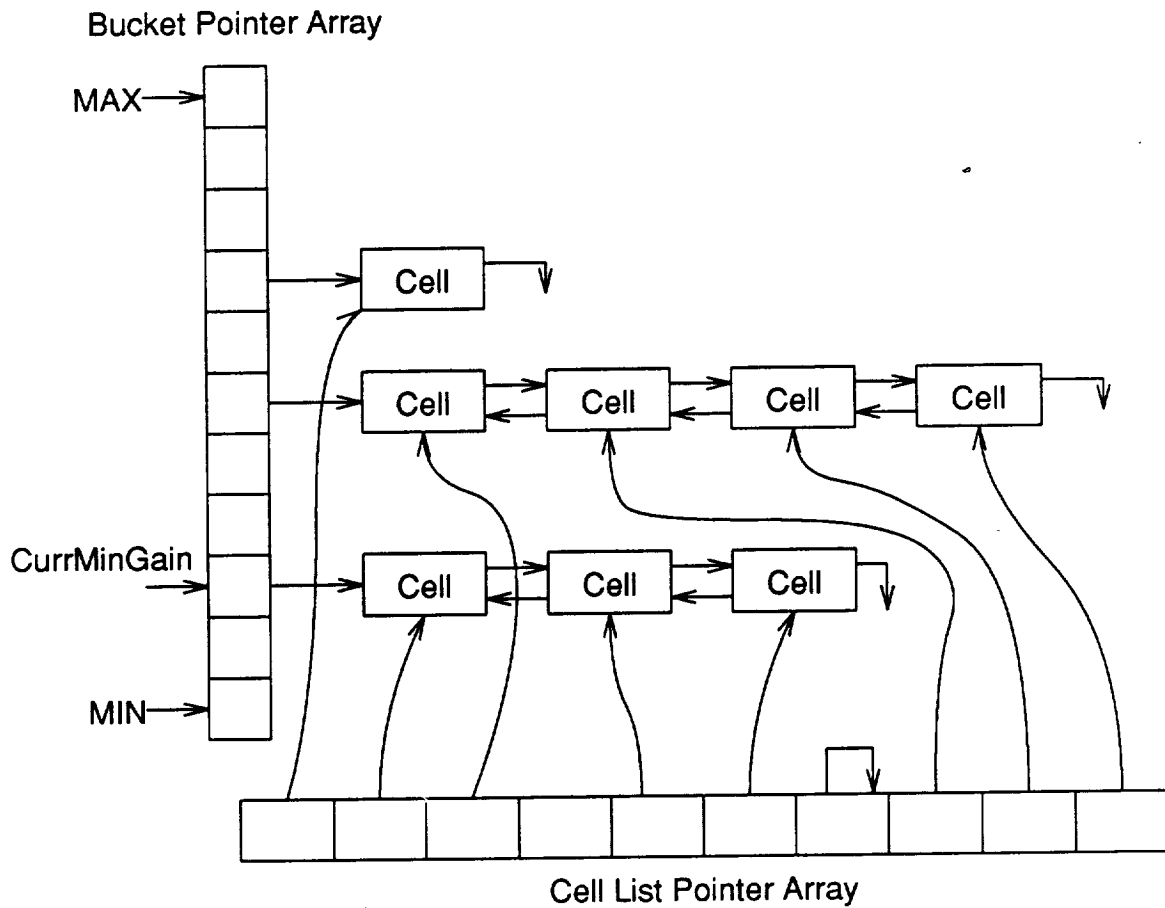 Bucket Pointer Array
MAX
Cell
Cell
Cell
Cell
Cell
CurrMinGain
Cell
Cell
Cell
MIN
Cell List Pointer Array